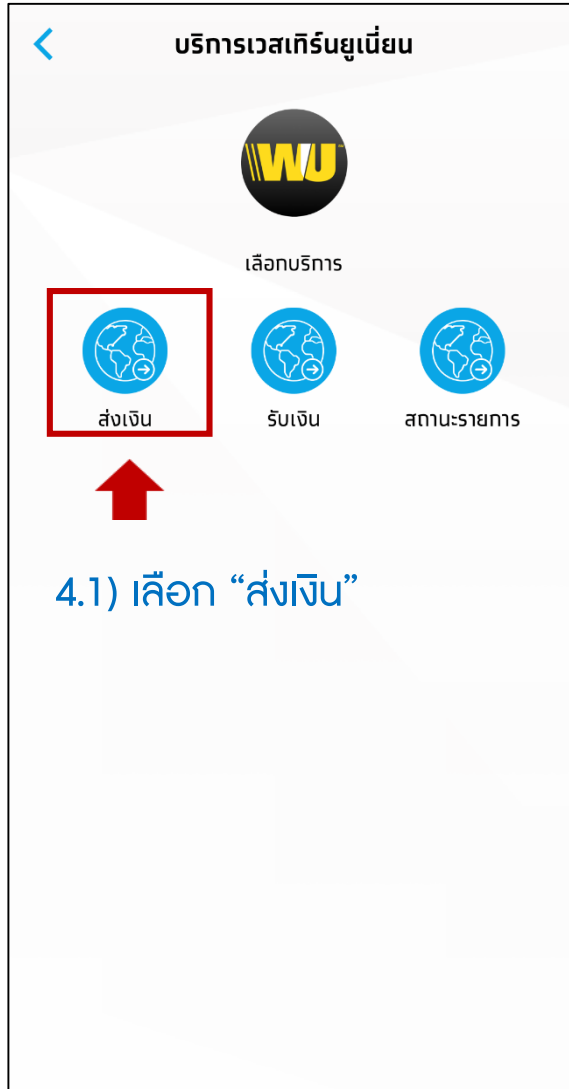 บริการเวสเทิร์นยูเนี่ยน
WU
เลือกบริการ
ส่งเงิน รับเงิน สถานะรายการ
4.1) เลือก “ส่งเงิน”